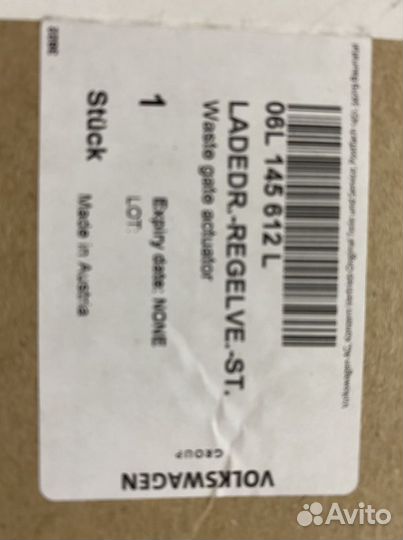 06L 145 612 L
LADEDR.-REGELVE.-ST.
Waste gate actuator
1
Expiry date: NONE
LOT:
Stück
Made in Austria
VOLKSWAGEN
GROUP
Avito